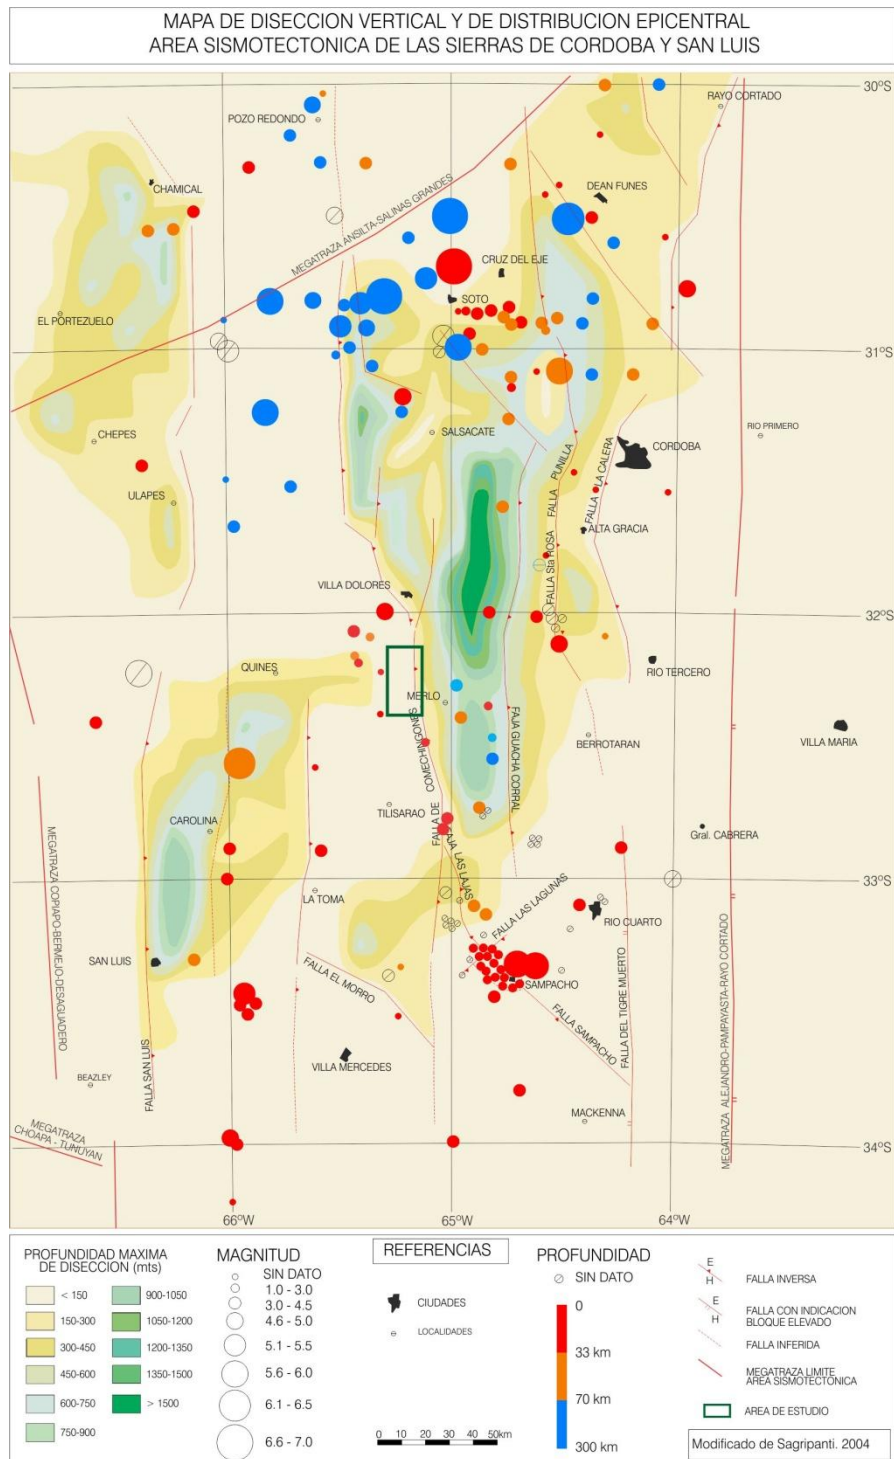 MAPA DE DISECCION VERTICAL Y DE DISTRIBUCION EPICENTRAL
AREA SISMOTECTONICA DE LAS SIERRAS DE CORDOBA Y SAN LUIS
30ºS
RAYO CORTADO
POZO REDONDO
CHAMICAL
DEAN FUNES
MEGATRAZA ANSILTA-SALINAS GRANDES
CRUZ DEL EJE
SOTO
EL PORTEZUELO
31ºS
CHEPES
SALSACATE
RIO PRIMERO
CORDOBA
FALLA PUNILLA
FALLA LA CALERA
ULAPES
ALTA GRACIA
FALLA Sta ROSA
VILLA DOLORES
32ºS
QUINES
RIO TERCERO
MERLO
FALLA DE COMECHINGONES
FAJA GUACHA CORRAL
BERROTARAN
VILLA MARIA
TILISARAO
CAROLINA
Gral. CABRERA
MEGATRAZA COPIAPO-BERMEJO-DESAGUADERO
FAJA LAS LAJAS
33ºS
LA TOMA
FALLA LAS LAGUNAS
RIO CUARTO
SAN LUIS
FALLA EL MORRO
SAMPACHO
FALLA SAMPACHO
FALLA DEL TIGRE MUERTO
MEGATRAZA ALEJANDRO-PAMPAYASTA-RAYO CORTADO
FALLA SAN LUIS
VILLA MERCEDES
BEAZLEY
MACKENNA
MEGATRAZA
CHOAPA - TUNUYAN
34ºS
66ºW
65ºW
64ºW
PROFUNDIDAD MAXIMA
DE DISECCION (mts)
< 150
150-300
300-450
450-600
600-750
750-900
900-1050
1050-1200
1200-1350
1350-1500
> 1500
MAGNITUD
SIN DATO
1.0 - 3.0
3.0 - 4.5
4.6 - 5.0
5.1 - 5.5
5.6 - 6.0
6.1 - 6.5
6.6 - 7.0
REFERENCIAS
CIUDADES
LOCALIDADES
0 10 20 30 40 50km
PROFUNDIDAD
SIN DATO
0
33 km
70 km
300 km
E
H
FALLA INVERSA
E
H
FALLA CON INDICACION
BLOQUE ELEVADO
FALLA INFERIDA
MEGATRAZA LIMITE
AREA SISMOTECTONICA
AREA DE ESTUDIO
Modificado de Sagripanti. 2004